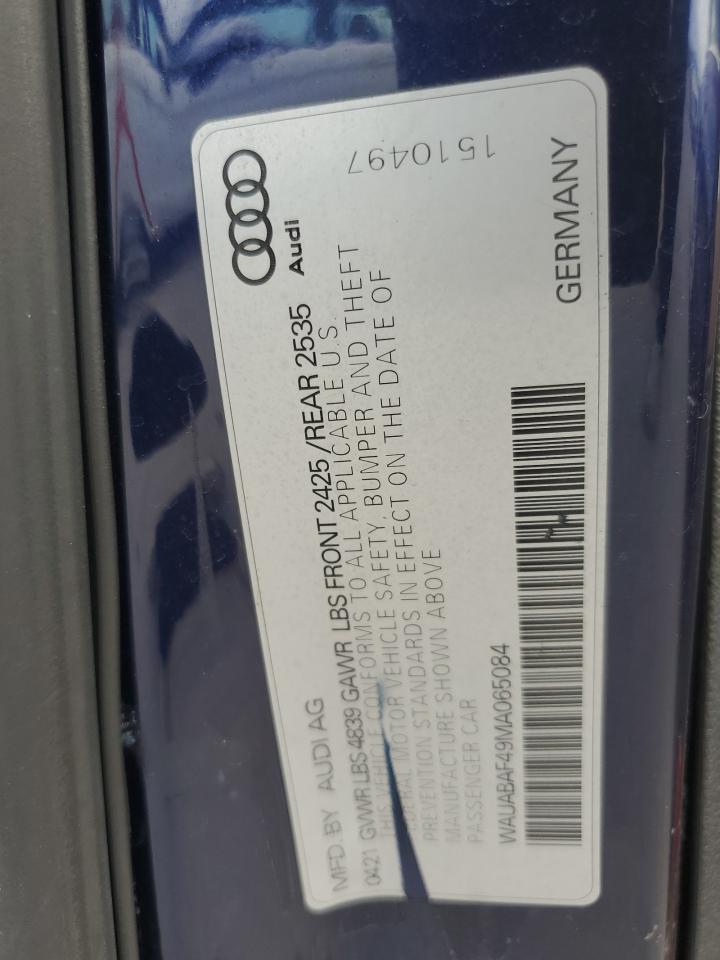 MFD. BY AUDI AG
0421 GVWR LBS 4839 GAWR LBS FRONT 2425 / REAR 2535
THIS VEHICLE CONFORMS TO ALL APPLICABLE U.S.
FEDERAL MOTOR VEHICLE SAFETY, BUMPER AND THEFT
PREVENTION STANDARDS IN EFFECT ON THE DATE OF
MANUFACTURE SHOWN ABOVE
PASSENGER CAR
WAUABAF49MA065084
Audi
1510497
GERMANY